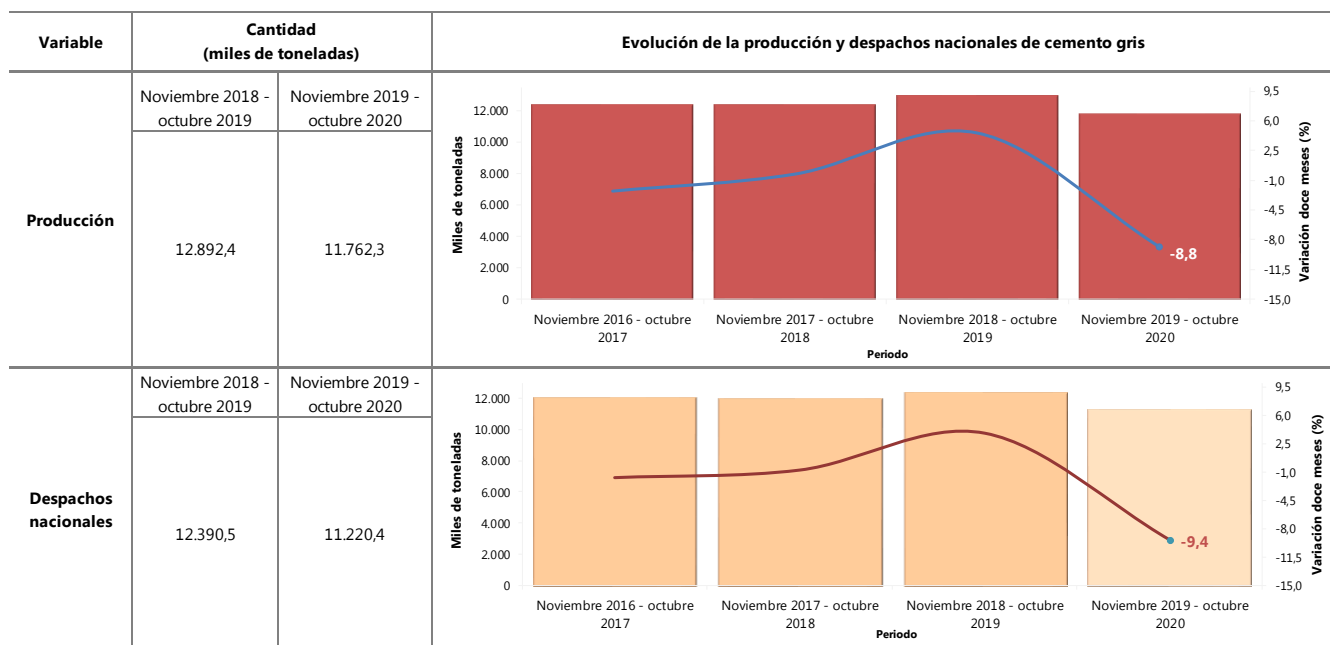 Variable
Cantidad
(miles de toneladas)
Evolución de la producción y despachos nacionales de cemento gris
Producción
Noviembre 2018 -
octubre 2019
Noviembre 2019 -
octubre 2020
12.892,4
11.762,3
Miles de toneladas
12.000
10.000
8.000
6.000
4.000
2.000
0
-8,8
9,5
6,0
2,5
-1,0
-4,5
-8,0
-11,5
-15,0
Variación doce meses (%)
Noviembre 2016 - octubre
2017
Noviembre 2017 - octubre
2018
Noviembre 2018 - octubre
2019
Noviembre 2019 - octubre
2020
Periodo
Despachos
nacionales
Noviembre 2018 -
octubre 2019
Noviembre 2019 -
octubre 2020
12.390,5
11.220,4
Miles de toneladas
12.000
10.000
8.000
6.000
4.000
2.000
0
-9,4
9,5
6,0
2,5
-1,0
-4,5
-8,0
-11,5
-15,0
Variación doce meses (%)
Noviembre 2016 - octubre
2017
Noviembre 2017 - octubre
2018
Noviembre 2018 - octubre
2019
Noviembre 2019 - octubre
2020
Periodo